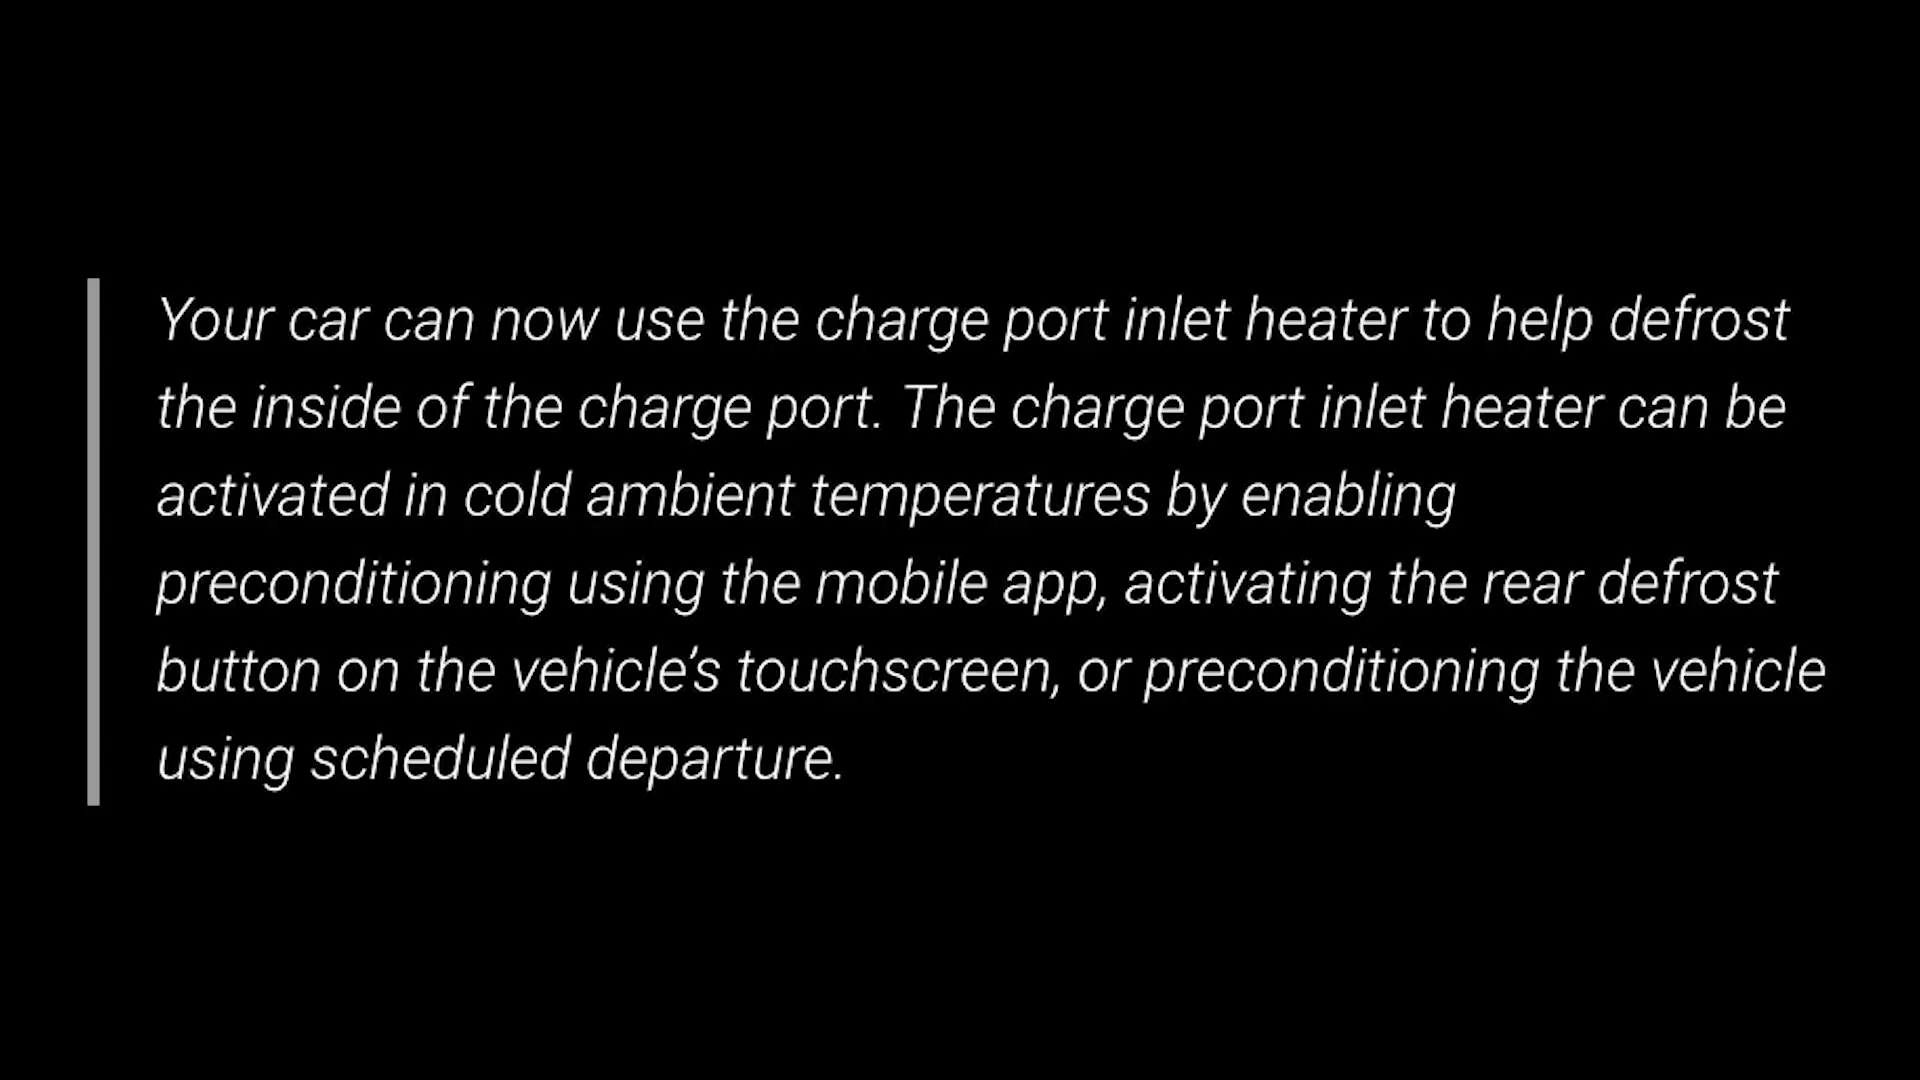 Your car can now use the charge port inlet heater to help defrost
the inside of the charge port. The charge port inlet heater can be
activated in cold ambient temperatures by enabling
preconditioning using the mobile app, activating the rear defrost
button on the vehicle’s touchscreen, or preconditioning the vehicle
using scheduled departure.